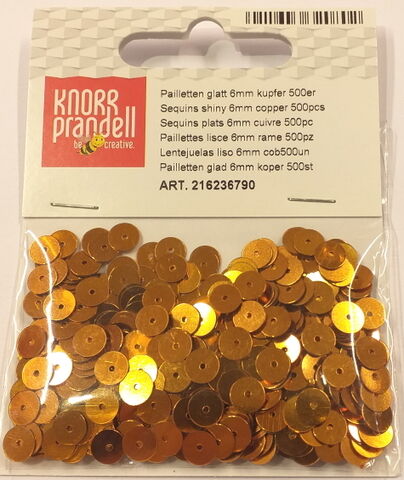 KNORR
prandell
be creative.
Pailletten glatt 6mm kupfer 500er
Sequins shiny 6mm copper 500pcs
Sequins plats 6mm cuivre 500pc
Paillettes lisce 6mm rame 500pz
Lentejuelas liso 6mm cob500un
Pailletten glad 6mm koper 500st
ART. 216236790